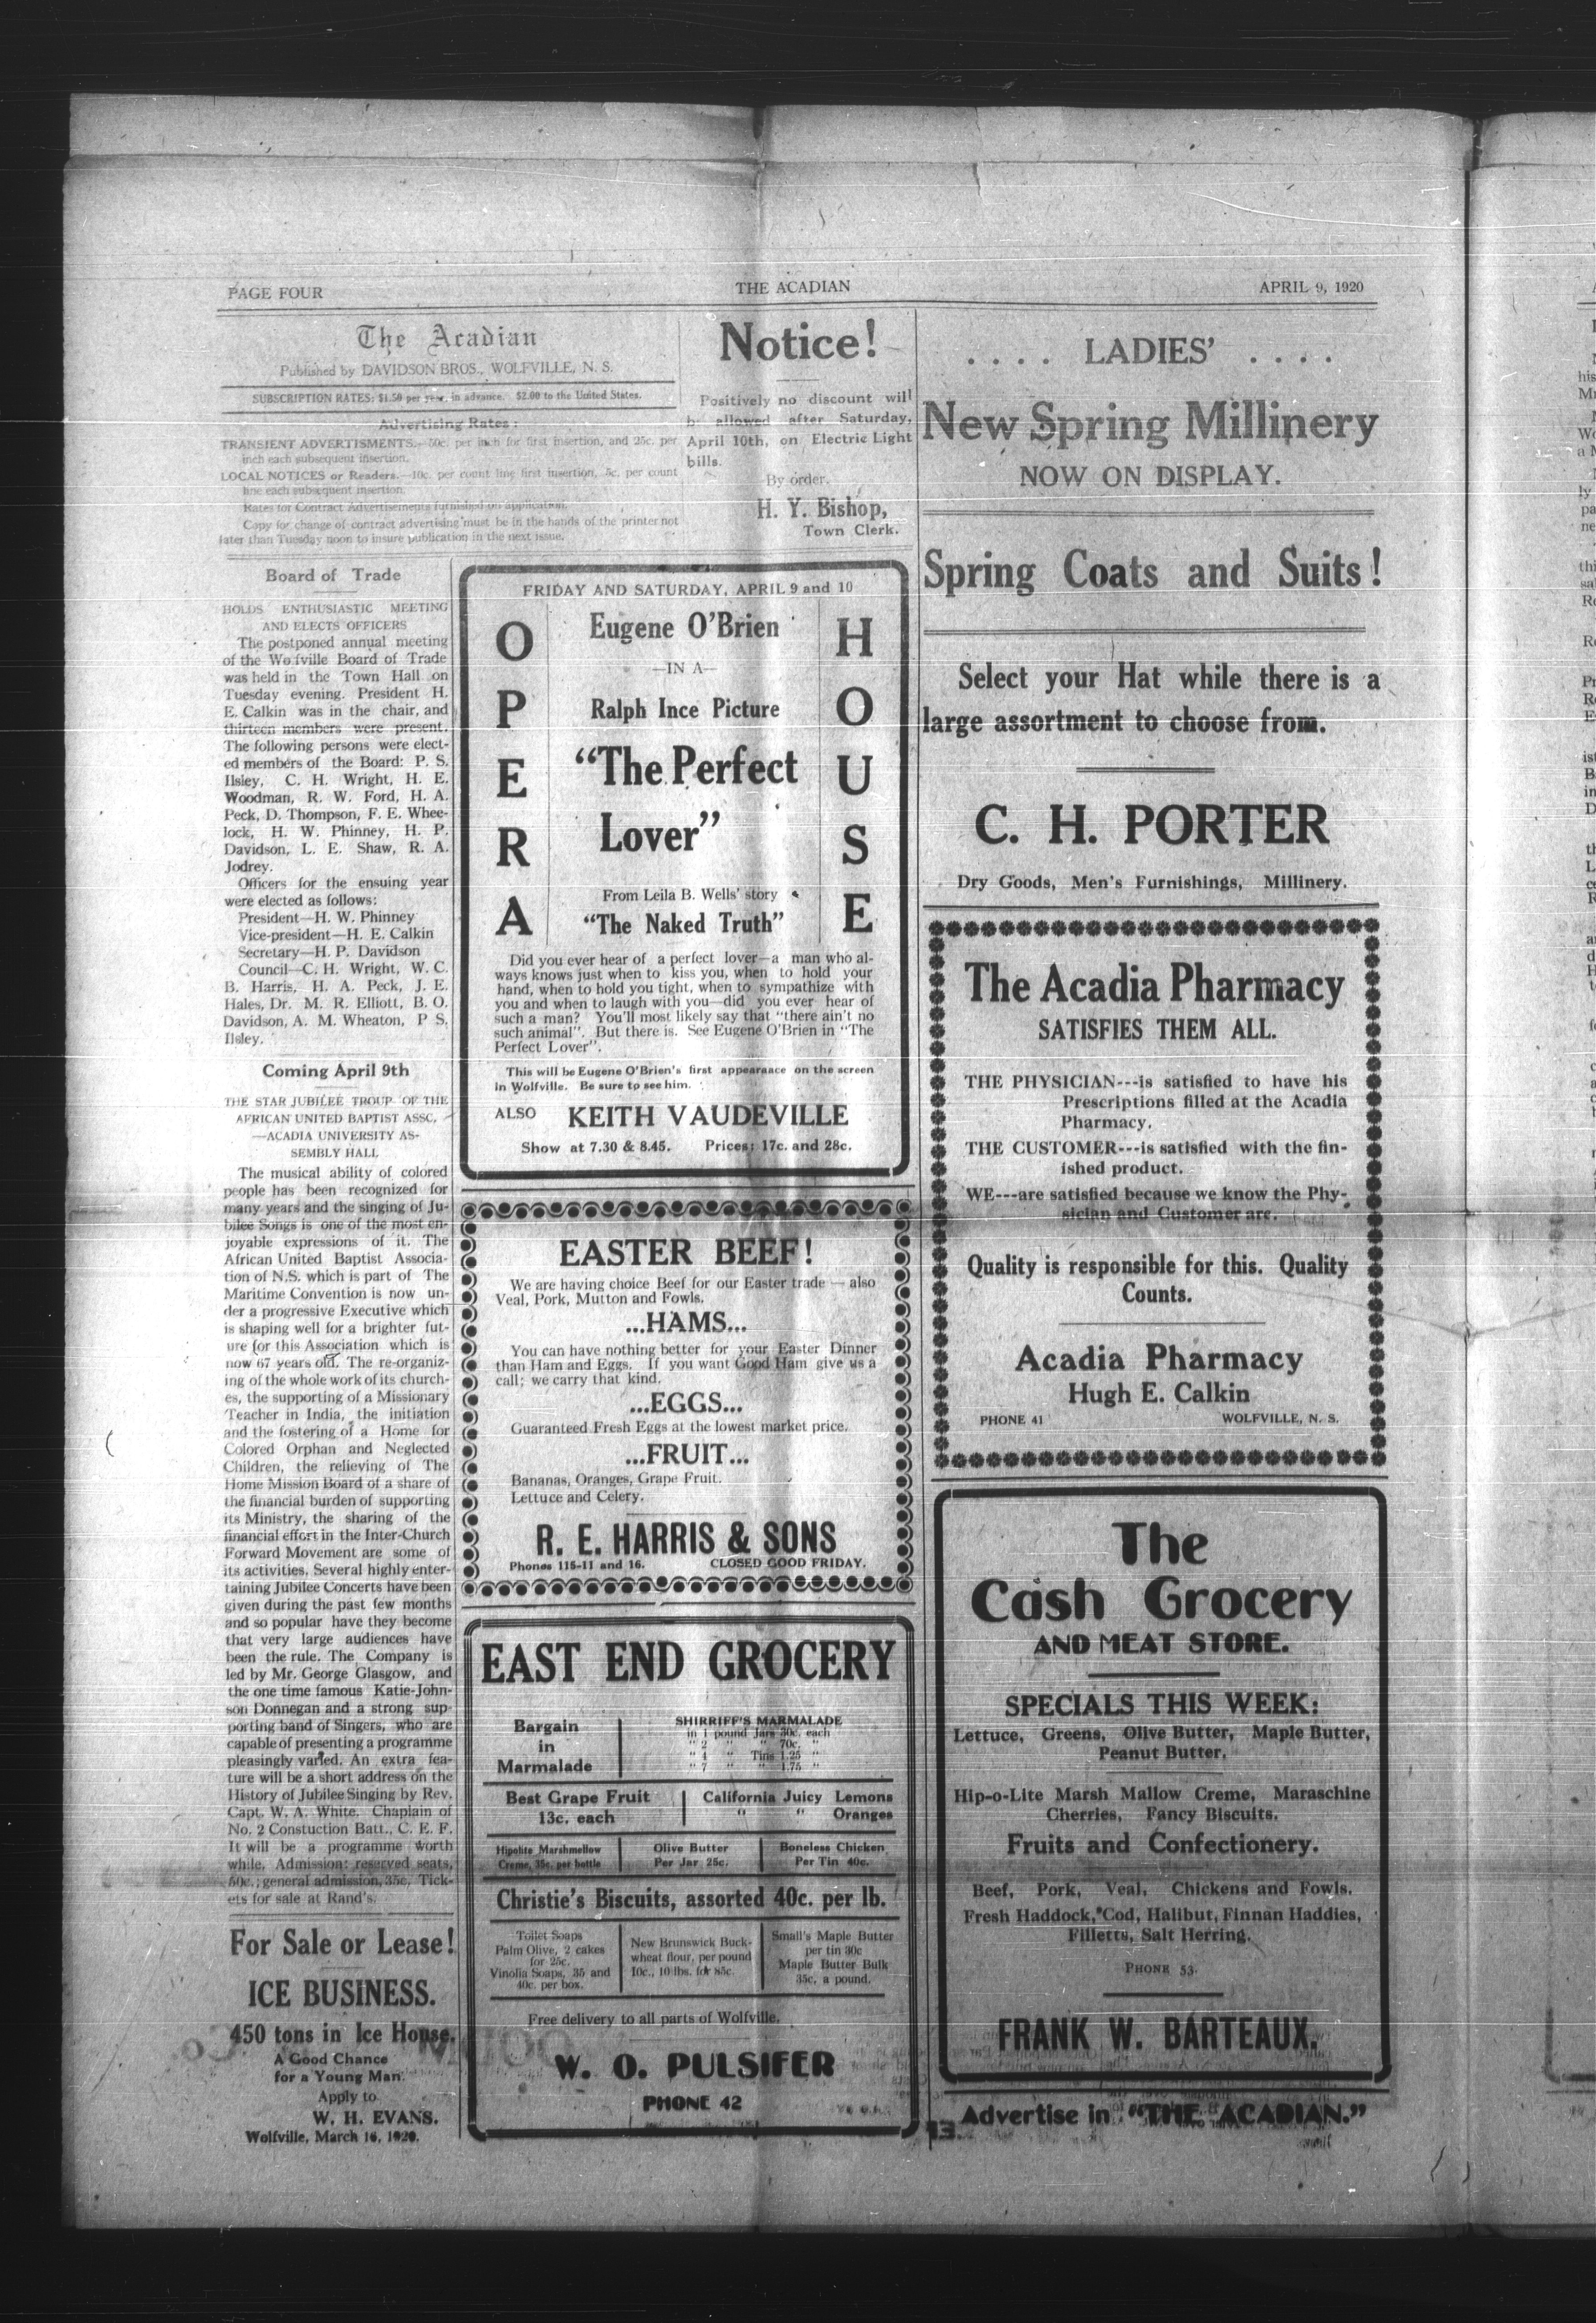 PAGE FOUR
THE ACADIAN
APRIL 9, 1920
The Acadian
Published by DAVIDSON BROS., WOLFVILLE, N. S.
SUBSCRIPTION RATES: $1.50 per year, in advance. $2.00 to the United States.
Advertising Rates:
TRANSIENT ADVERTISMENTS.—50c. per inch for first insertion, and 25c. per
inch each subsequent insertion.
LOCAL NOTICES or Readers.—10c. per count line first insertion, 5c. per count
line each subsequent insertion.
Rates for Contract Advertisements furnished on application.
Copy for change of contract advertising must be in the hands of the printer not
later than Tuesday noon to insure publication in the next issue.
Notice!
Positively no discount will
be allowed after Saturday,
April 10th, on Electric Light
bills.
By order.
H. Y. Bishop,
Town Clerk.
Board of Trade
HOLDS ENTHUSIASTIC MEETING
AND ELECTS OFFICERS
The postponed annual meeting
of the Wolfville Board of Trade
was held in the Town Hall on
Tuesday evening. President H.
E. Calkin was in the chair, and
thirteen members were present.
The following persons were elect-
ed members of the Board: P. S.
Ilsley, C. H. Wright, H. E.
Woodman, R. W. Ford, H. A.
Peck, D. Thompson, F. E. Whee-
lock, H. W. Phinney, H. P.
Davidson, L. E. Shaw, R. A.
Jodrey.
Officers for the ensuing year
were elected as follows:
President—H. W. Phinney
Vice-president—H. E. Calkin
Secretary—H. P. Davidson
Council—C. H. Wright, W. C.
B. Harris, H. A. Peck, J. E.
Hales, Dr. M. R. Elliott, B. O.
Davidson, A. M. Wheaton, P S.
Ilsley.
Coming April 9th
THE STAR JUBILEE TROUP OF THE
AFRICAN UNITED BAPTIST ASSC,
—ACADIA UNIVERSITY AS-
SEMBLY HALL
The musical ability of colored
people has been recognized for
many years and the singing of Ju-
bilee Songs is one of the most en-
joyable expressions of it. The
African United Baptist Associa-
tion of N.S. which is part of The
Maritime Convention is now un-
der a progressive Executive which
is shaping well for a brighter fut-
ure for this Association which is
now 67 years old. The re-organiz-
ing of the whole work of its church-
es, the supporting of a Missionary
Teacher in India, the initiation
and the fostering of a Home for
Colored Orphan and Neglected
Children, the relieving of The
Home Mission Board of a share of
the financial burden of supporting
its Ministry, the sharing of the
financial effort in the Inter-Church
Forward Movement are some of
its activities. Several highly enter-
taining Jubilee Concerts have been
given during the past few months
and so popular have they become
that very large audiences have
been the rule. The Company is
led by Mr. George Glasgow, and
the one time famous Katie-John-
son Donnegan and a strong sup-
porting band of Singers, who are
capable of presenting a programme
pleasingly varied. An extra fea-
ture will be a short address on the
History of Jubilee Singing by Rev.
Capt. W. A. White, Chaplain of
No. 2 Constuction Batt., C. E. F.
It will be a programme worth
while. Admission: reserved seats,
50c.; general admission, 35c, Tick-
ets for sale at Rand's.
For Sale or Lease!
ICE BUSINESS.
450 tons in Ice House.
A Good Chance
for a Young Man.
Apply to
W. H. EVANS.
Wolfville, March 16, 1920.
FRIDAY AND SATURDAY, APRIL 9 and 10
OPERA
HOUSE
Eugene O'Brien
—IN A—
Ralph Ince Picture
"The Perfect
Lover"
From Leila B. Wells' story
"The Naked Truth"
Did you ever hear of a perfect lover—a man who al-
ways knows just when to kiss you, when to hold your
hand, when to hold you tight, when to sympathize with
you and when to laugh with you—did you ever hear of
such a man? You'll most likely say that "there ain't no
such animal". But there is. See Eugene O'Brien in "The
Perfect Lover".
This will be Eugene O'Brien's first appearance on the screen
in Wolfville. Be sure to see him.
ALSO KEITH VAUDEVILLE
Show at 7.30 & 8.45. Prices: 17c. and 28c.
EASTER BEEF!
We are having choice Beef for our Easter trade — also
Veal, Pork, Mutton and Fowls.
...HAMS...
You can have nothing better for your Easter Dinner
than Ham and Eggs. If you want Good Ham give us a
call; we carry that kind.
...EGGS...
Guaranteed Fresh Eggs at the lowest market price.
...FRUIT...
Bananas, Oranges, Grape Fruit.
Lettuce and Celery.
R. E. HARRIS & SONS
Phones 115-11 and 16. CLOSED GOOD FRIDAY.
EAST END GROCERY
Bargain
in
Marmalade
SHIRRIFF'S MARMALADE
in 1 pound Jars 30c. each
" 2 " " 70c. "
" 4 " Tins 1.25 "
" 7 " " 1.75 "
Best Grape Fruit
13c. each
California Juicy Lemons
" " Oranges
Hipolite Marshmellow
Creme, 35c. per bottle
Olive Butter
Per Jar 25c.
Boneless Chicken
Per Tin 40c.
Christie's Biscuits, assorted 40c. per lb.
Toilet Soaps
Palm Olive, 2 cakes
for 25c.
Vinolia Soaps, 35 and
40c. per box.
New Brunswick Buck-
wheat flour, per pound
10c., 10 lbs. for 85c.
Small's Maple Butter
per tin 30c
Maple Butter Bulk
35c. a pound.
Free delivery to all parts of Wolfville.
W. O. PULSIFER
PHONE 42
.... LADIES' ....
New Spring Millinery
NOW ON DISPLAY.
Spring Coats and Suits!
Select your Hat while there is a
large assortment to choose from.
C. H. PORTER
Dry Goods, Men's Furnishings, Millinery.
The Acadia Pharmacy
SATISFIES THEM ALL.
THE PHYSICIAN---is satisfied to have his
Prescriptions filled at the Acadia
Pharmacy.
THE CUSTOMER---is satisfied with the fin-
ished product.
WE---are satisfied because we know the Phy-
sician and Customer are.
Quality is responsible for this. Quality
Counts.
Acadia Pharmacy
Hugh E. Calkin
PHONE 41 WOLFVILLE, N. S.
The
Cash Grocery
AND MEAT STORE.
SPECIALS THIS WEEK:
Lettuce, Greens, Olive Butter, Maple Butter,
Peanut Butter.
Hip-o-Lite Marsh Mallow Creme, Maraschine
Cherries, Fancy Biscuits.
Fruits and Confectionery.
Beef, Pork, Veal, Chickens and Fowls.
Fresh Haddock, Cod, Halibut, Finnan Haddies,
Filletts, Salt Herring.
PHONE 53.
FRANK W. BARTEAUX.
Advertise in "THE ACADIAN."